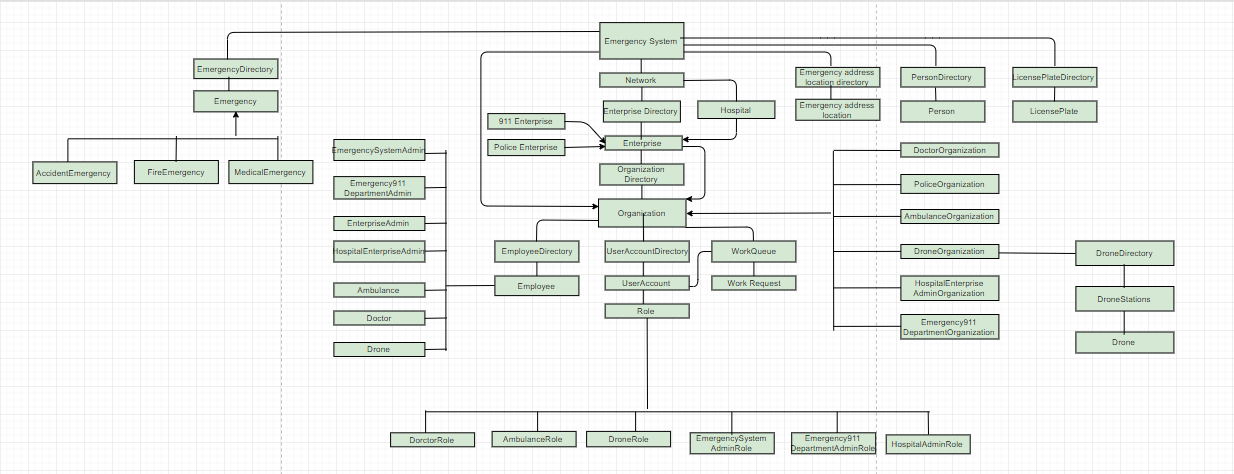 Emergency System
EmergencyDirectory
Emergency
AccidentEmergency
FireEmergency
MedicalEmergency
Network
Enterprise Directory
Hospital
911 Enterprise
Police Enterprise
Enterprise
Organization
Directory
Organization
Emergency address
location directory
Emergency address
location
PersonDirectory
Person
LicensePlateDirectory
LicensePlate
EmergencySystemAdmin
Emergency911
DepartmentAdmin
EnterpriseAdmin
HospitalEnterpriseAdmin
Ambulance
Doctor
Drone
EmployeeDirectory
Employee
UserAccountDirectory
UserAccount
Role
WorkQueue
Work Request
DoctorOrganization
PoliceOrganization
AmbulanceOrganization
DroneOrganization
HospitalEnterprise
AdminOrganization
Emergency911
DepartmentOrganization
DroneDirectory
DroneStations
Drone
DorctorRole
AmbulanceRole
DroneRole
EmergencySystem
AdminRole
Emergency911
DepartmentAdminRole
HospitalAdminRole